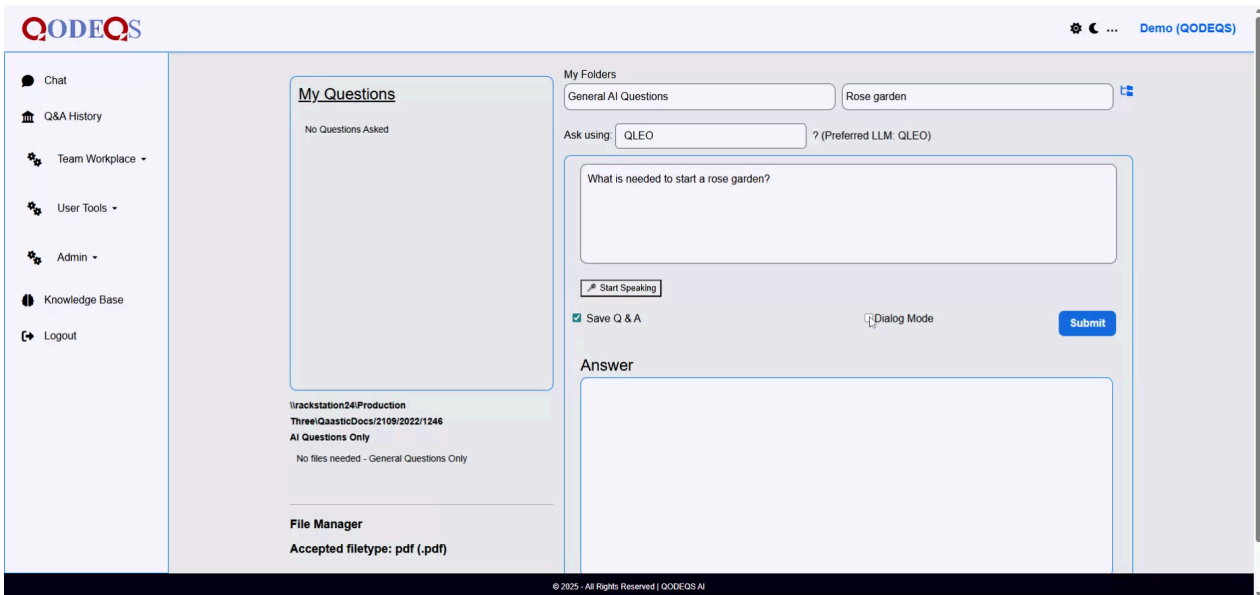 QODEQS
...
Demo (QODEQS)
Chat
Q&A History
Team Workplace
User Tools
Admin
Knowledge Base
Logout
My Questions
No Questions Asked
\\rackstation24\Production
Three\QaasticDocs/2109/2022/1246
AI Questions Only
No files needed - General Questions Only
File Manager
Accepted filetype: pdf (.pdf)
My Folders
General AI Questions
Rose garden
Ask using:
QLEO
? (Preferred LLM: QLEO)
What is needed to start a rose garden?
Start Speaking
Save Q & A
Dialog Mode
Submit
Answer
© 2025 - All Rights Reserved | QODEQS AI